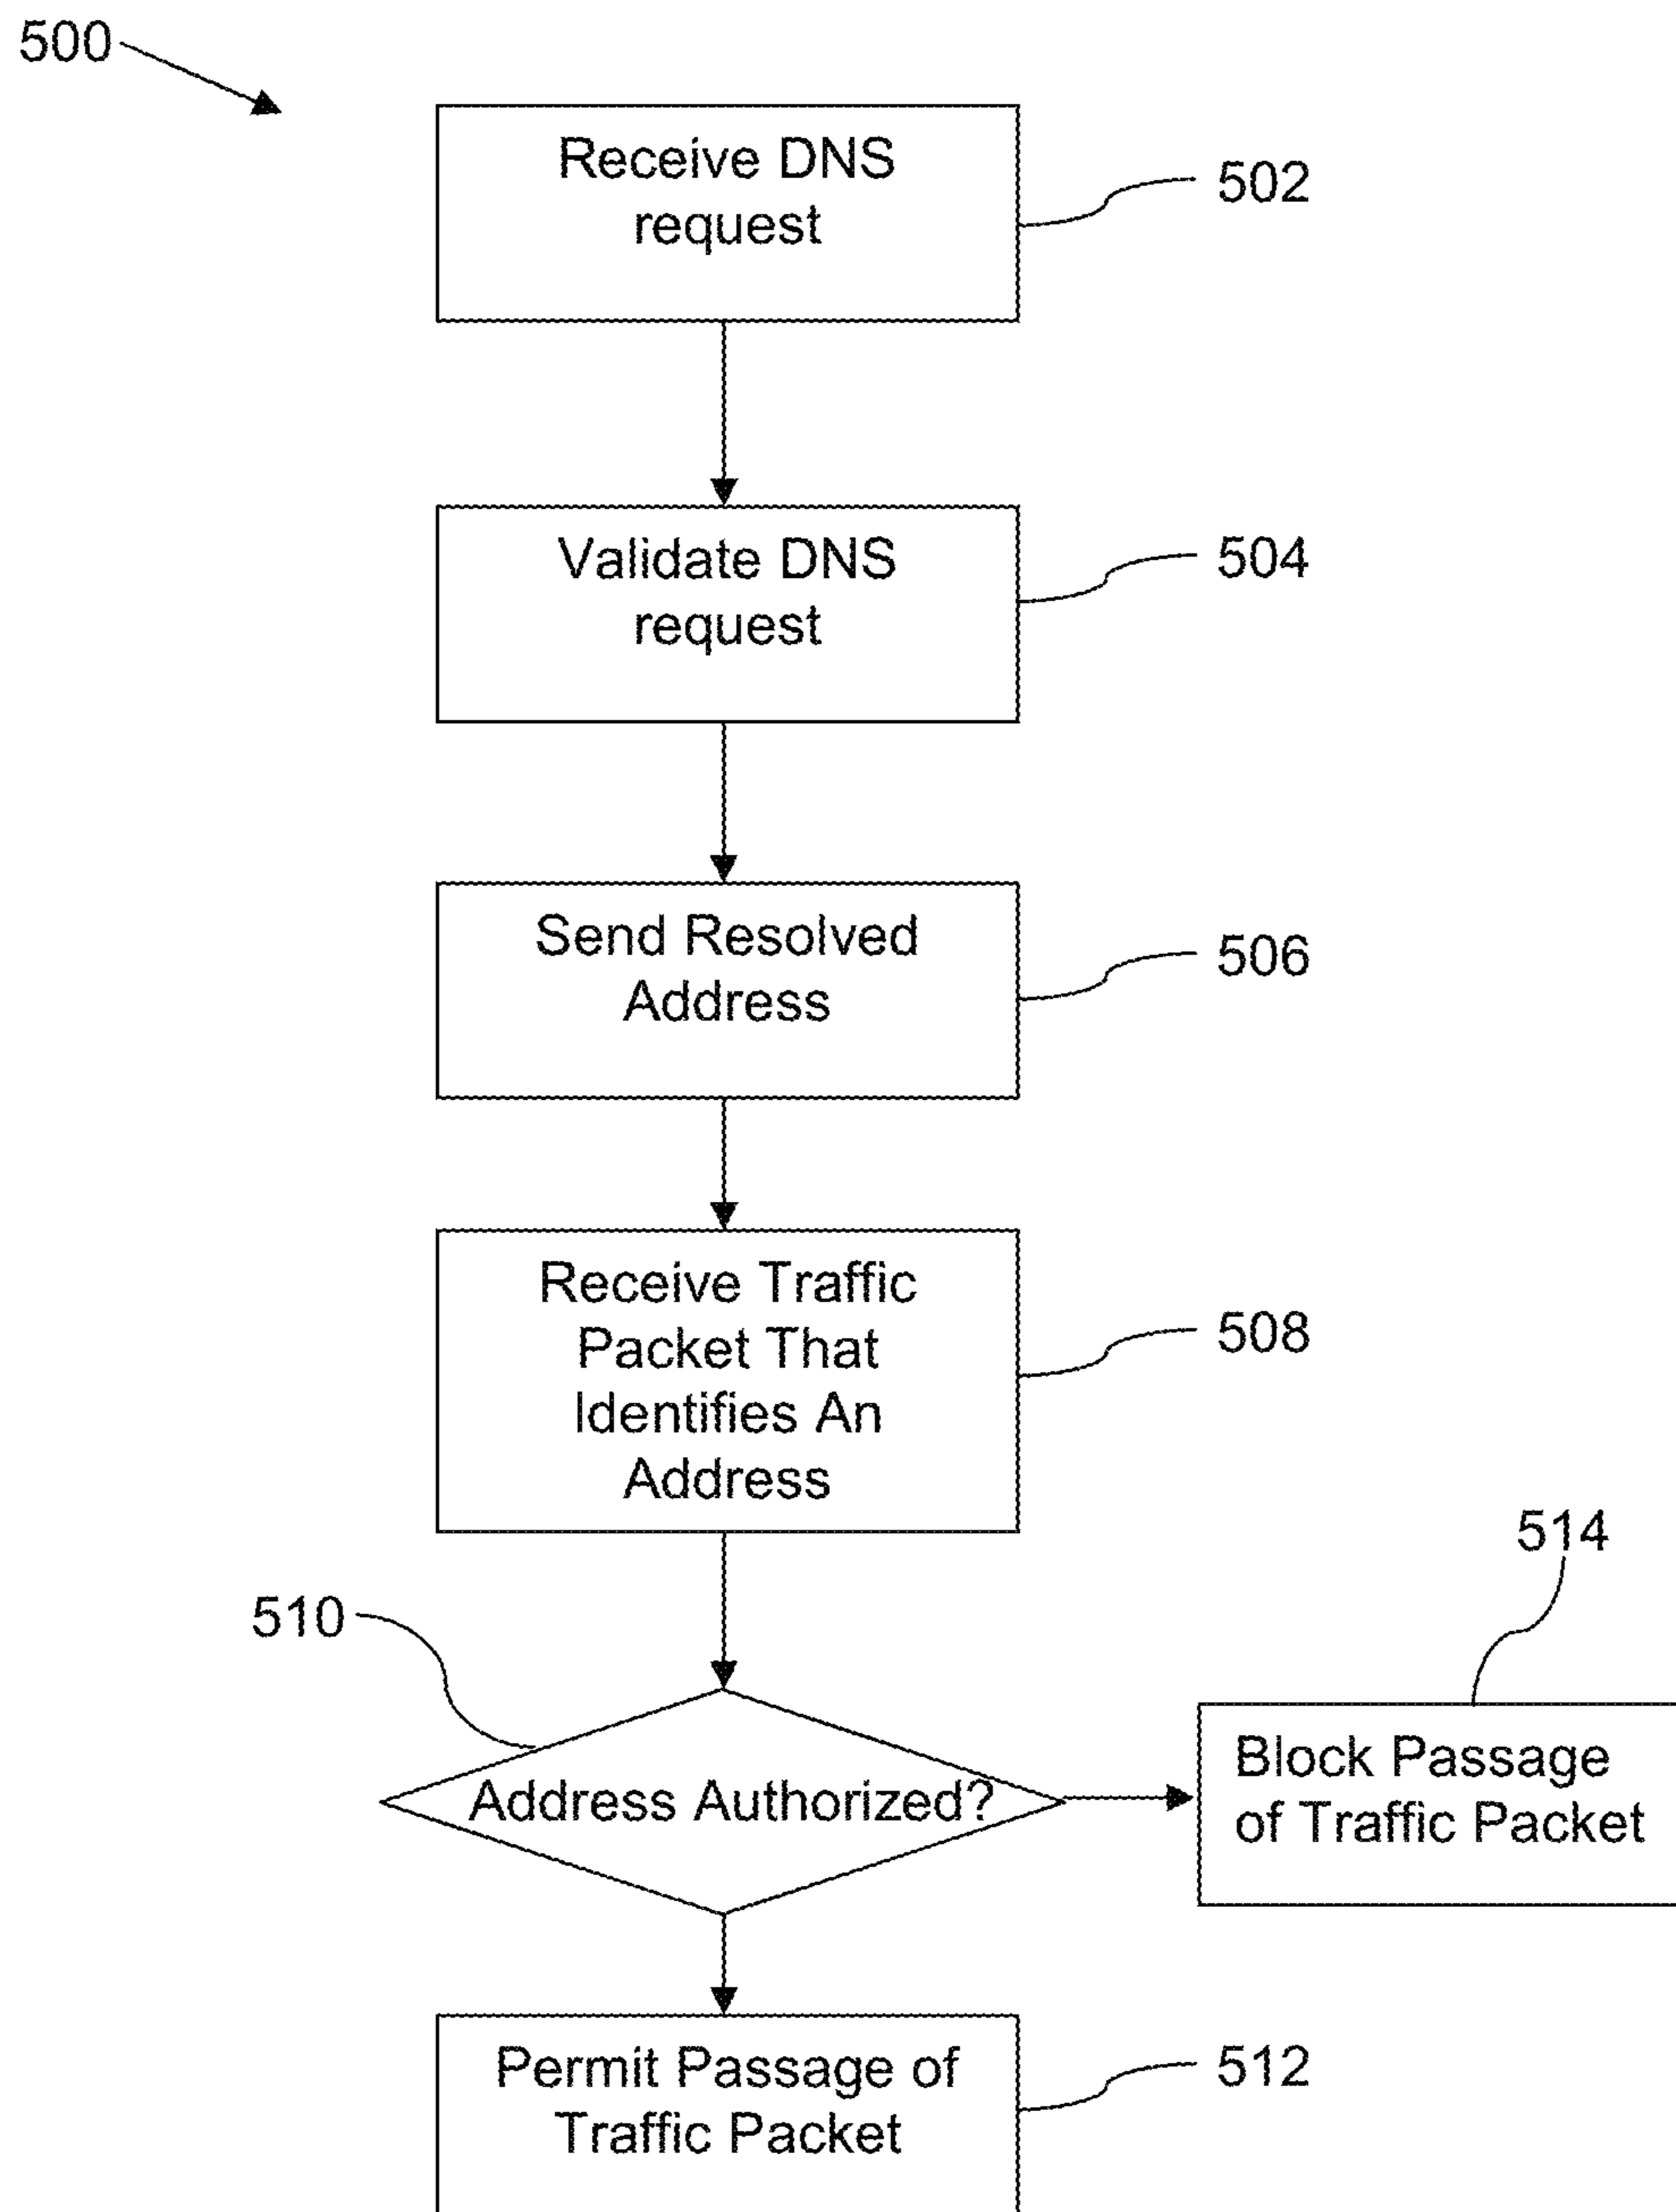 500
Receive DNS
request
502
Validate DNS
request
504
Send Resolved
Address
506
Receive Traffic
Packet That
Identifies An
Address
508
510
Address Authorized?
514
Block Passage
of Traffic Packet
Permit Passage of
Traffic Packet
512